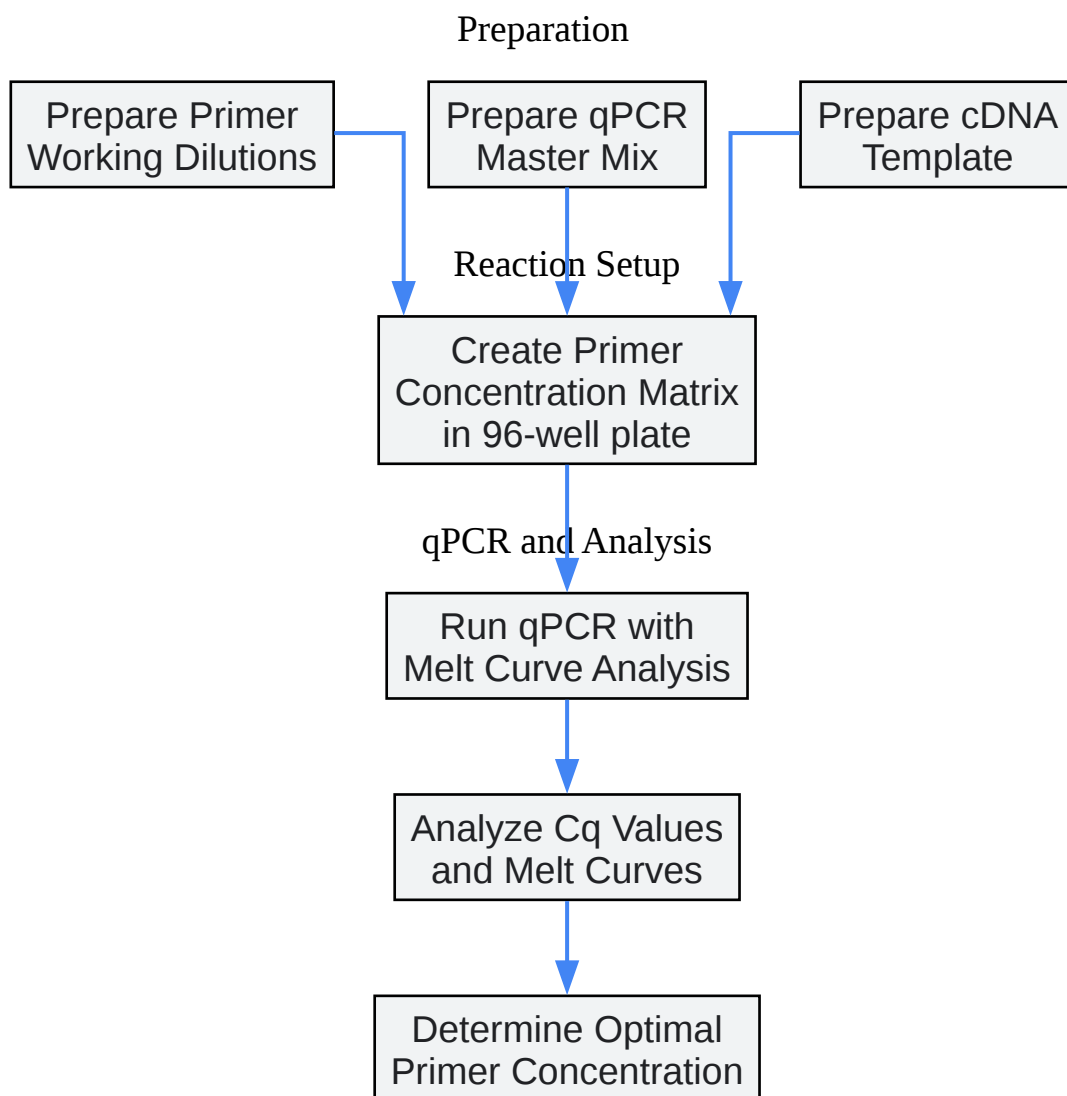 Preparation
Prepare Primer
Working Dilutions
Prepare qPCR
Master Mix
Prepare cDNA
Template
Reaction Setup
Create Primer
Concentration Matrix
in 96-well plate
qPCR and Analysis
Run qPCR with
Melt Curve Analysis
Analyze Cq Values
and Melt Curves
Determine Optimal
Primer Concentration